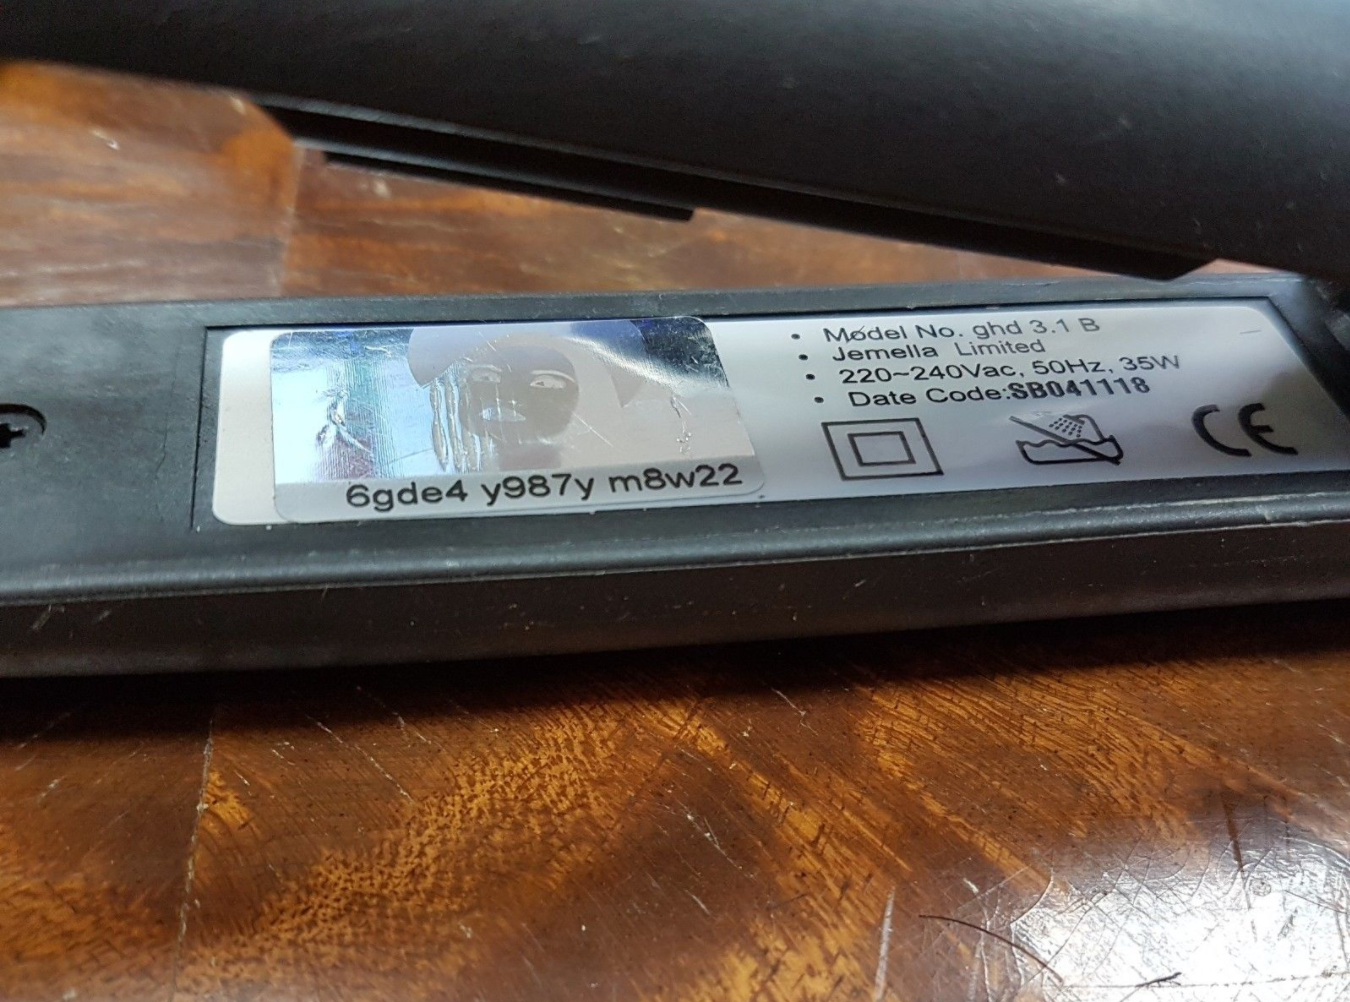 6gde4 y987y m8w22
• Model No. ghd 3.1 B
• Jemella Limited
• 220~240Vac, 50Hz, 35W
• Date Code:SB041118
CE